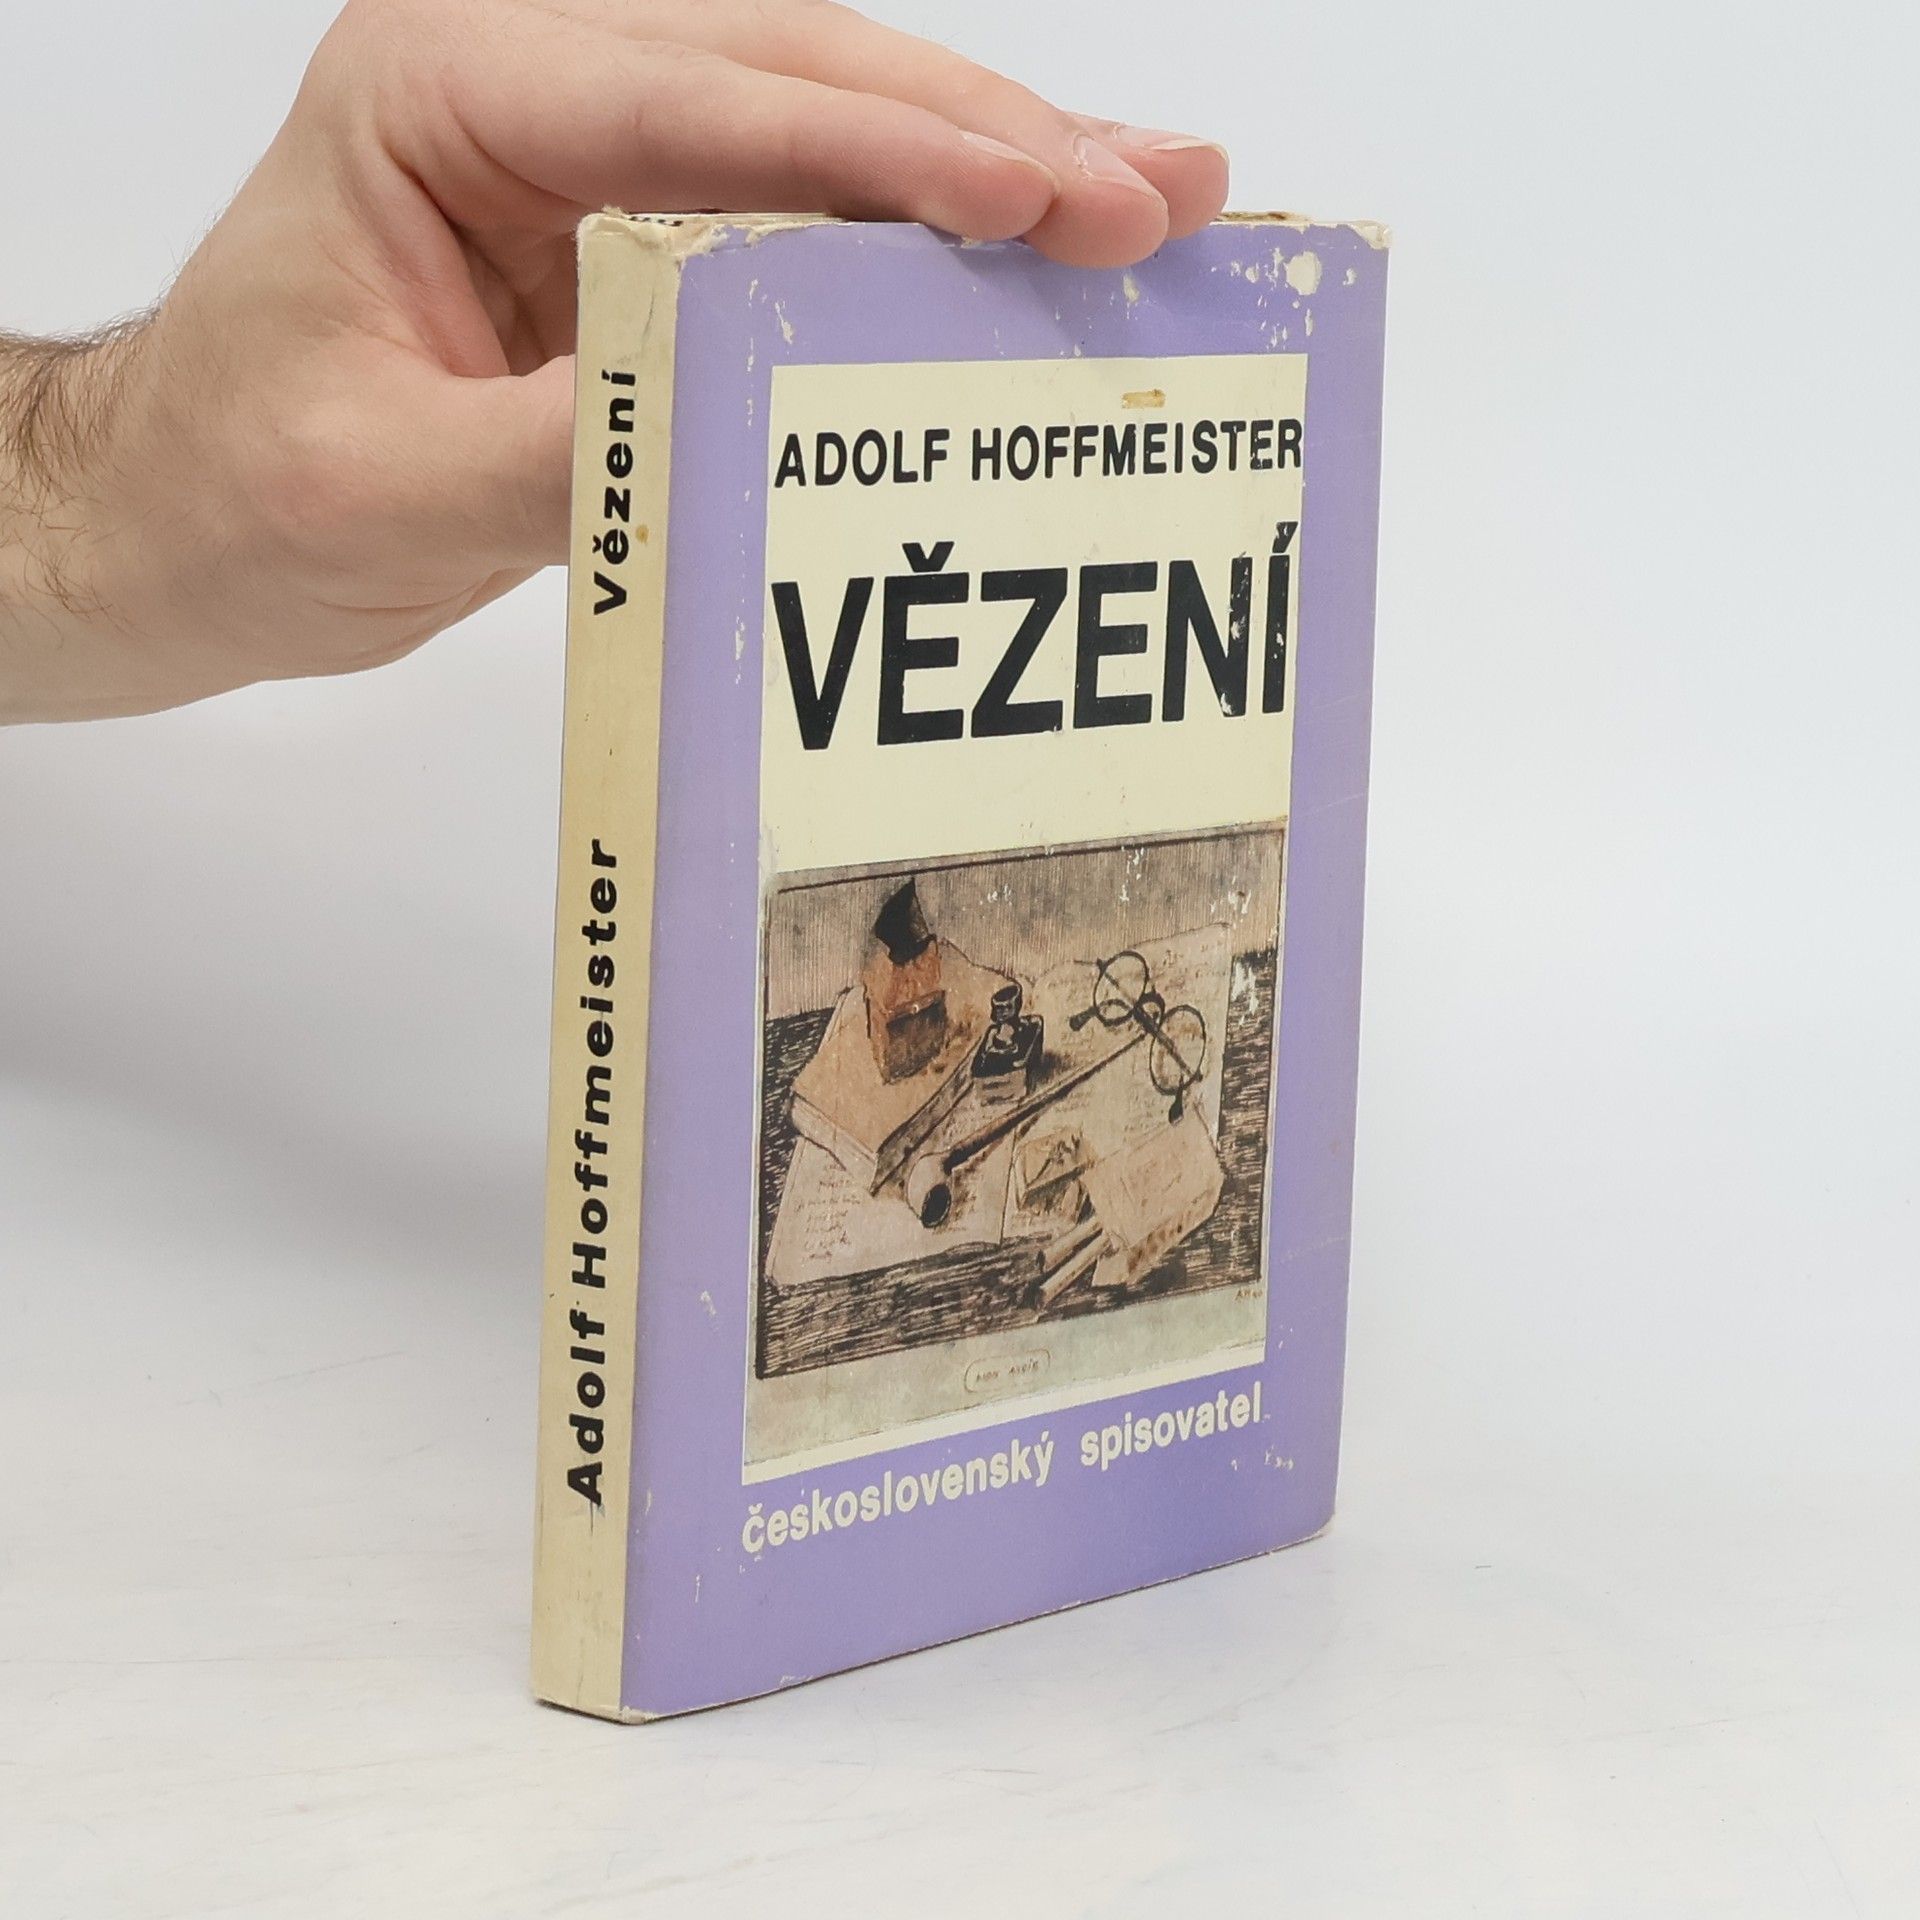 Adolf Hoffmeister Vězení
ADOLF HOFFMEISTER
VĚZENÍ
československý spisovatel